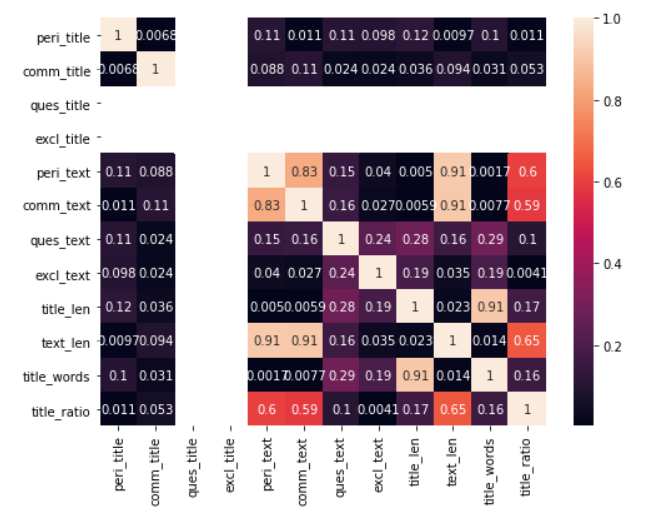 peri_title 1 0.0068 0.11 0.011 0.11 0.098 0.12 0.0097 0.1 0.011
comm_title 0.0068 1 0.088 0.11 0.024 0.024 0.036 0.094 0.031 0.053
ques_title
excl_title
peri_text 0.11 0.088 1 0.83 0.15 0.04 0.005 0.91 0.0017 0.6
comm_text 0.011 0.11 0.83 1 0.16 0.027 0.0059 0.91 0.0077 0.59
ques_text 0.11 0.024 0.15 0.16 1 0.24 0.28 0.16 0.29 0.1
excl_text 0.098 0.024 0.04 0.027 0.24 1 0.19 0.035 0.19 0.0041
title_len 0.12 0.036 0.005 0.0059 0.28 0.19 1 0.023 0.91 0.17
text_len 0.0097 0.094 0.91 0.91 0.16 0.035 0.023 1 0.014 0.65
title_words 0.1 0.031 0.0017 0.0077 0.29 0.19 0.91 0.014 1 0.16
title_ratio 0.011 0.053 0.6 0.59 0.1 0.0041 0.17 0.65 0.16 1
peri_title
comm_title
ques_title
excl_title
peri_text
comm_text
ques_text
excl_text
title_len
text_len
title_words
title_ratio
1.0
0.8
0.6
0.4
0.2